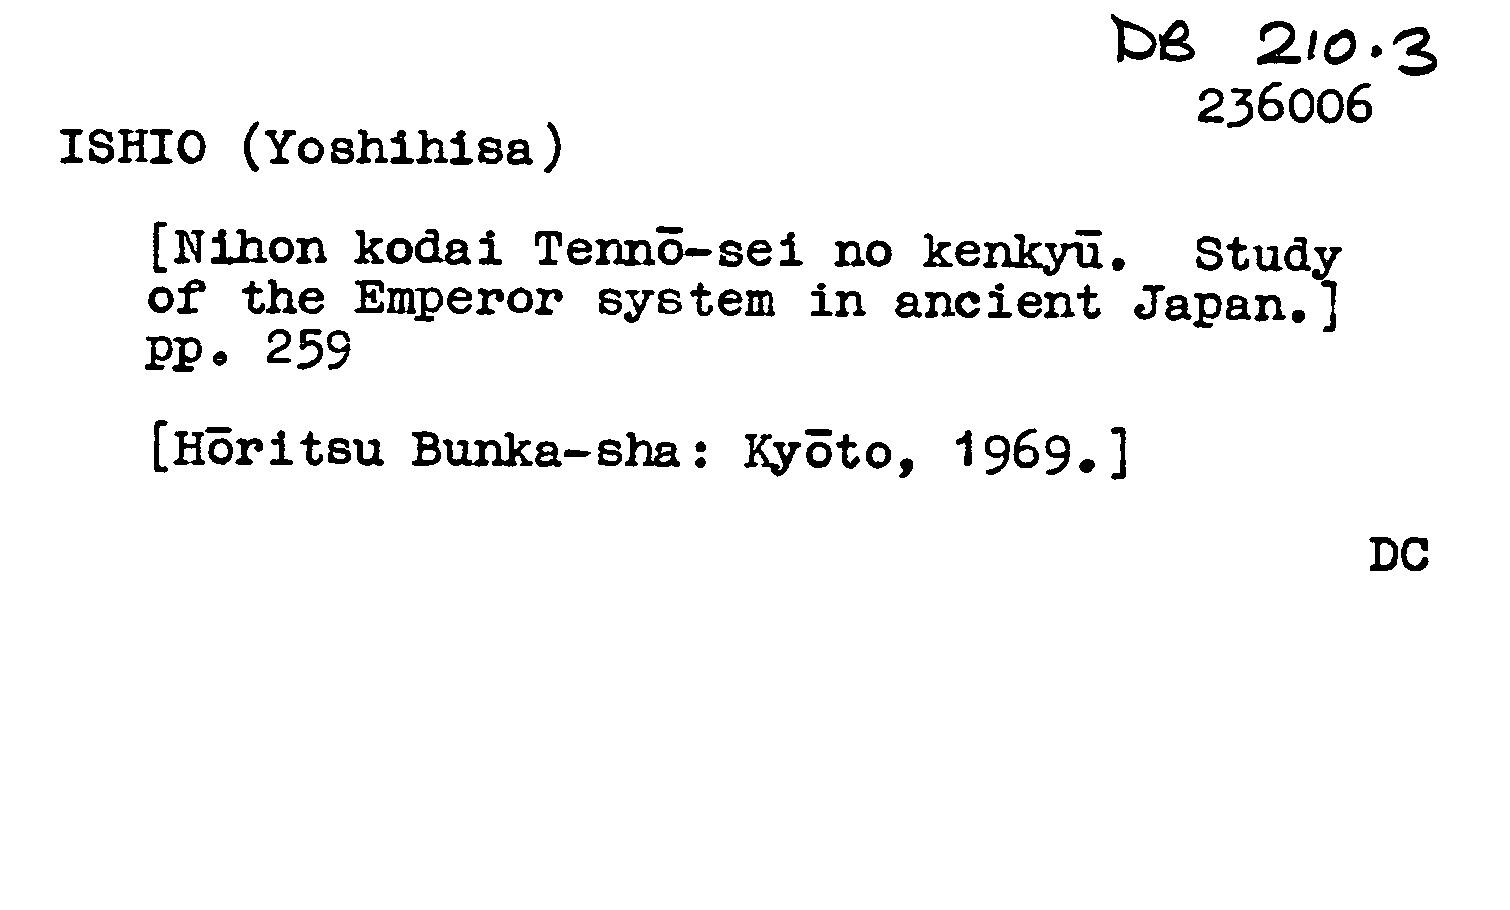 DB 210.3
236006
ISHIO (Yoshihisa)
[Nihon kodai Tennō-sei no kenkyū. Study
of the Emperor system in ancient Japan.]
pp. 259
[Hōritsu Bunka-sha: Kyōto, 1969.]
DC